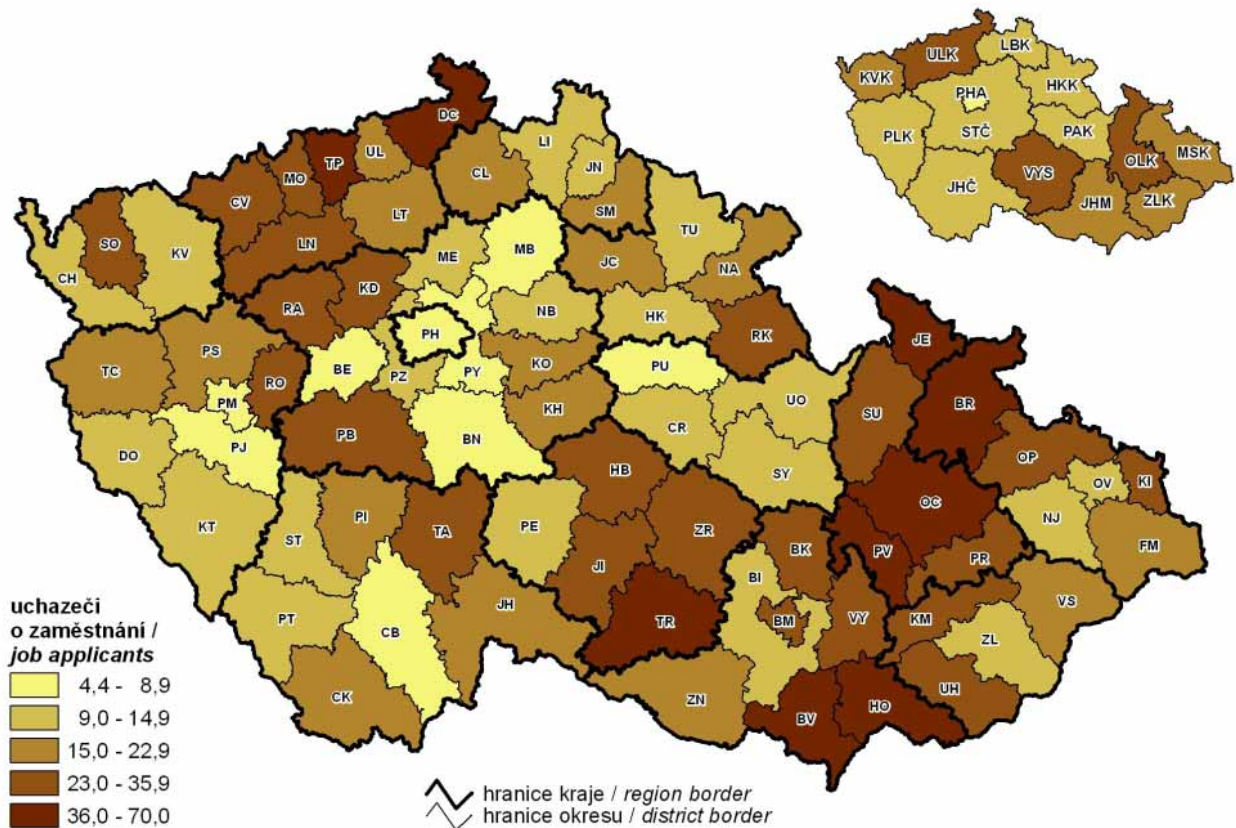 ULK
LBK
KVK
PHA
HKK
PLK
STČ
PAK
JHČ
VYS
OLK
MSK
JHM
ZLK
DC
TP
UL
LI
JN
MO
CL
CV
LT
SM
SO
KV
LN
ME
MB
TU
CH
JC
NA
RA
KD
NB
HK
PH
RK
JE
TC
PS
RO
BE
PZ
PY
KO
PU
PM
KH
UO
SU
BR
DO
PJ
PB
BN
CR
OP
SY
HB
OC
OV
KI
KT
ST
PI
TA
PE
ZR
NJ
FM
JI
BK
PV
PR
BI
VS
PT
CB
JH
TR
BM
VY
KM
ZL
CK
ZN
BV
HO
UH
uchazeči
o zaměstnání /
job applicants
4,4 - 8,9
9,0 - 14,9
15,0 - 22,9
23,0 - 35,9
36,0 - 70,0
hranice kraje / region border
hranice okresu / district border